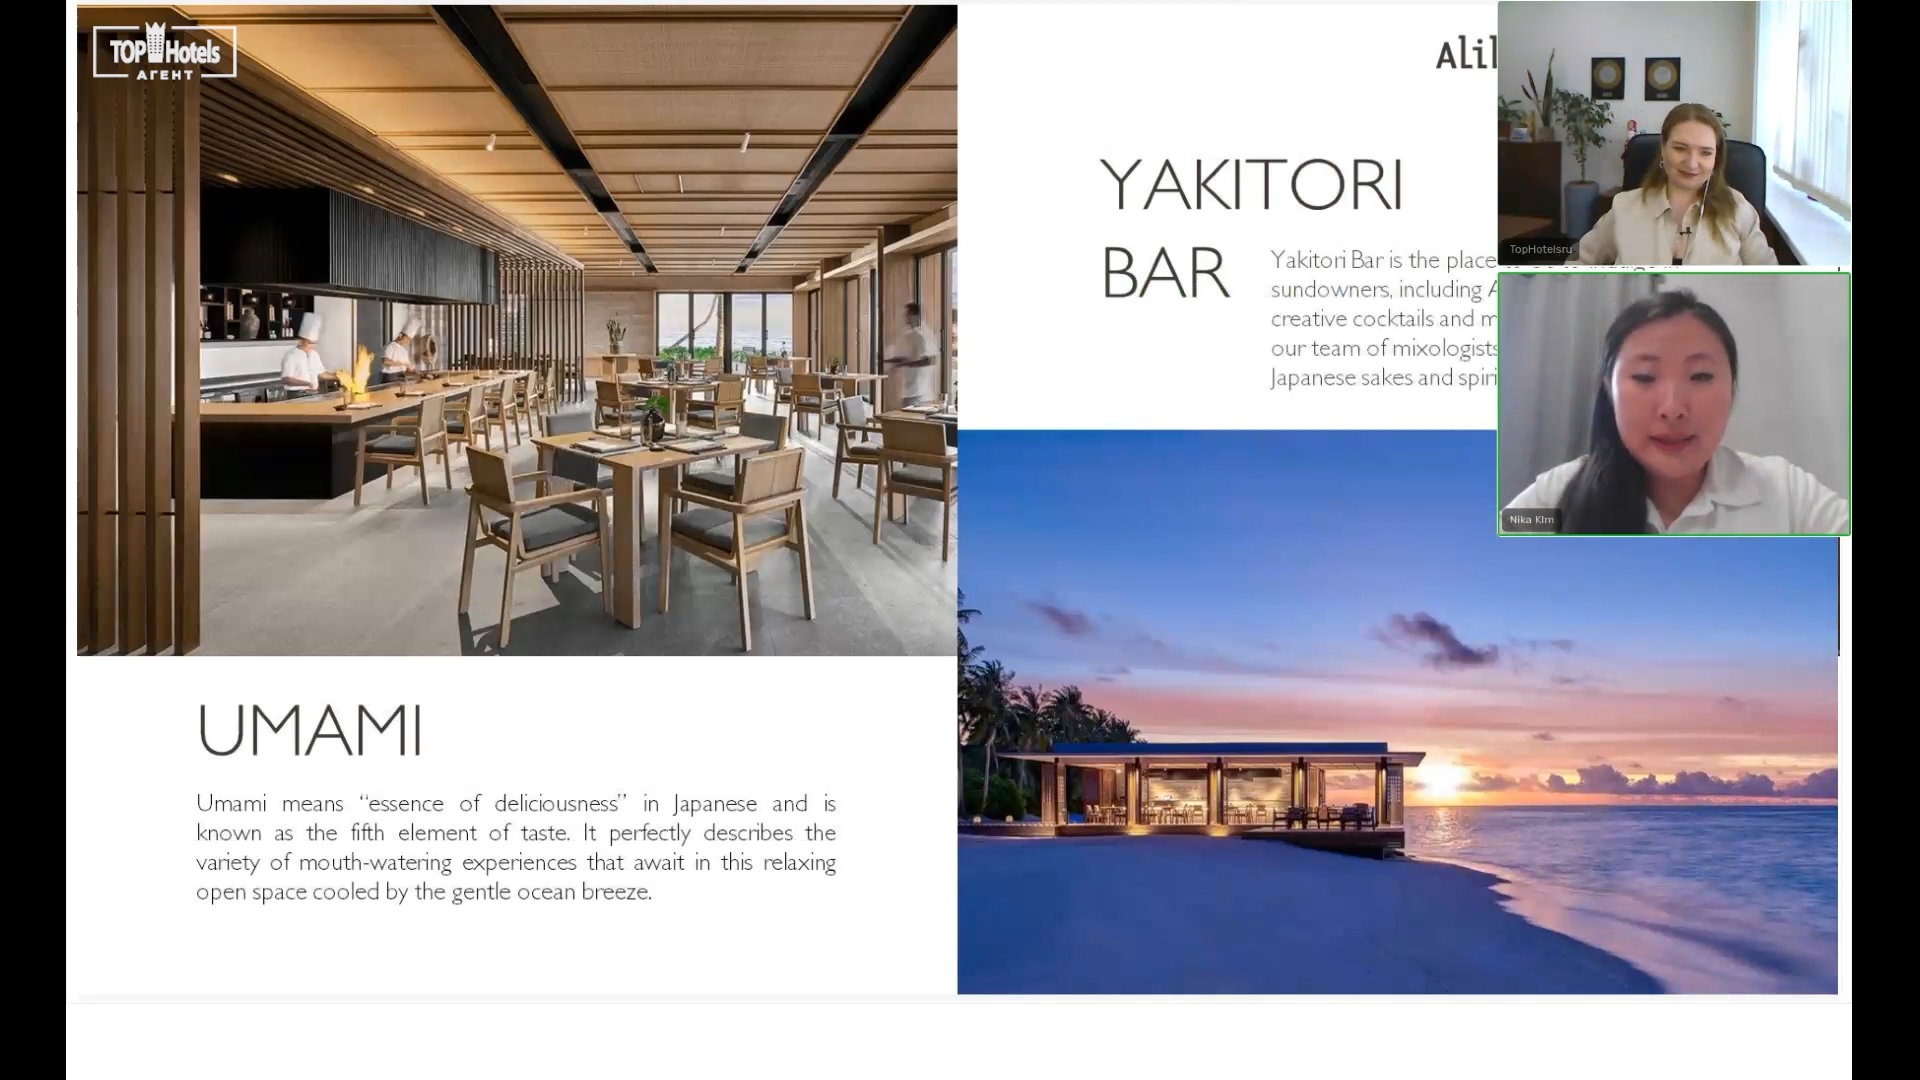 TOP Hotels
АГЕНТ
Alil
YAKITORI
BAR
Yakitori Bar is the place
sundowners, including A
creative cocktails and m
our team of mixologists
Japanese sakes and spiri
TopHotelsru
Nika KIm
UMAMI
Umami means “essence of deliciousness” in Japanese and is
known as the fifth element of taste. It perfectly describes the
variety of mouth-watering experiences that await in this relaxing
open space cooled by the gentle ocean breeze.